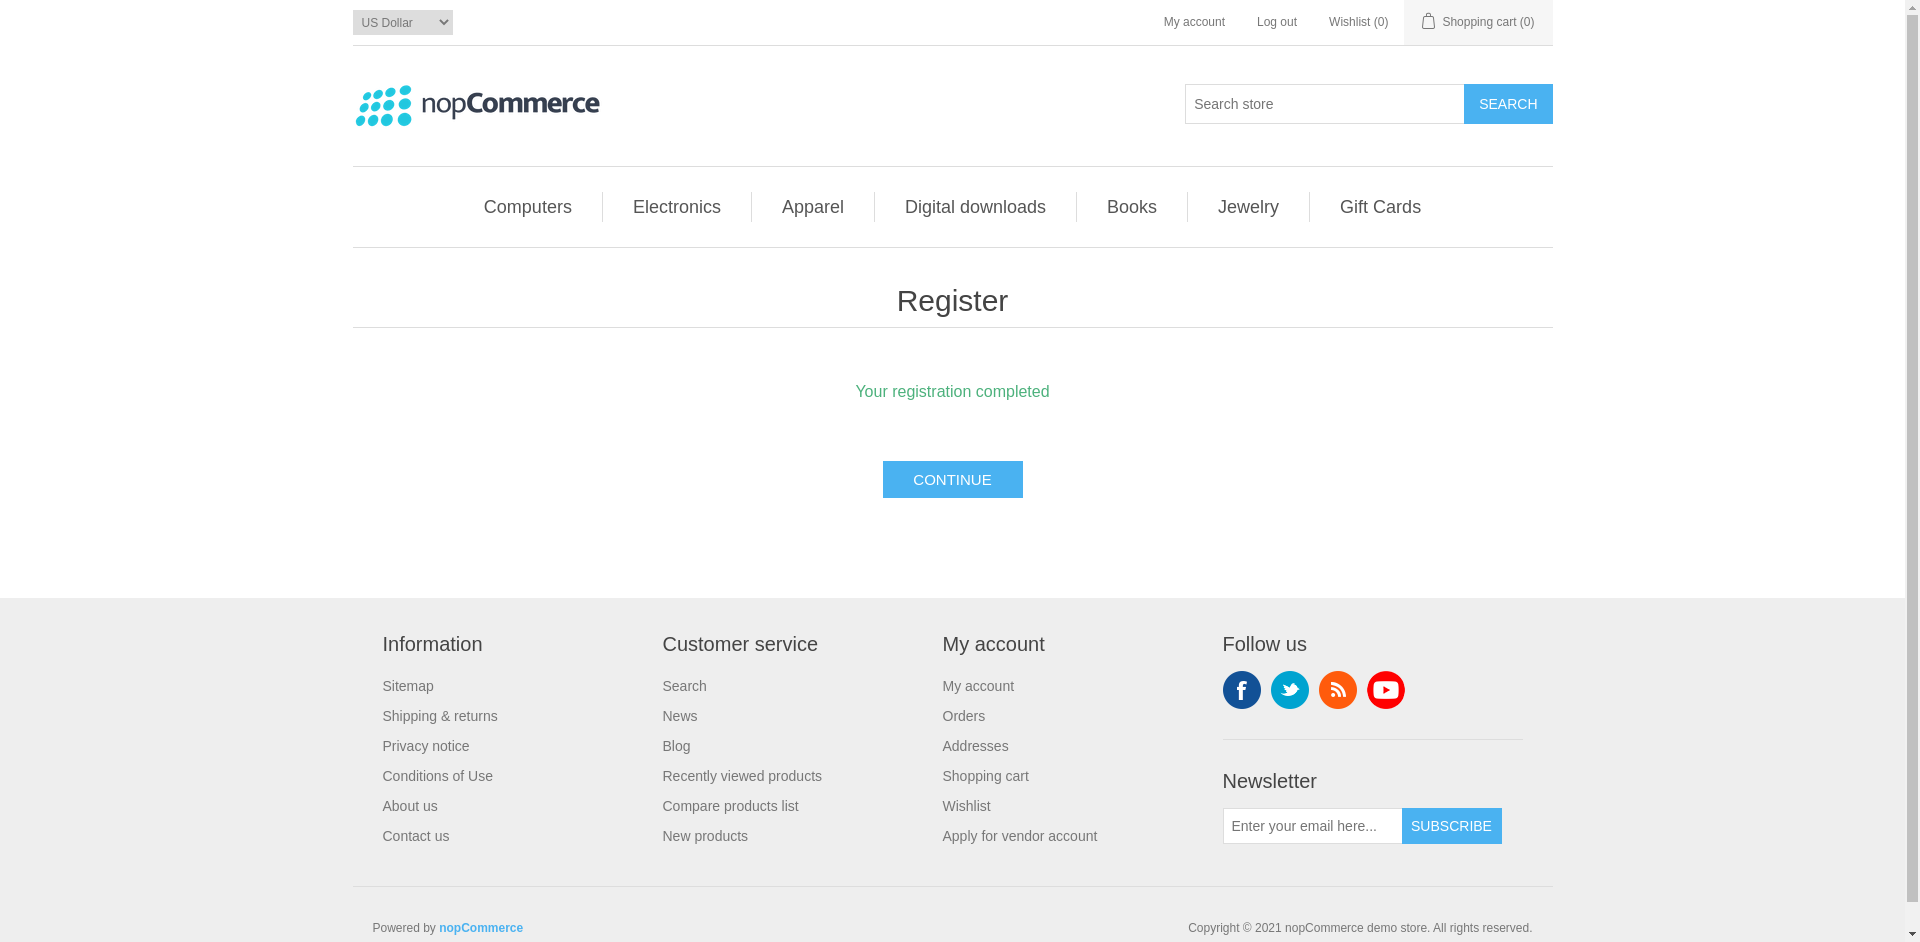 US Dollar
My account
Log out
Wishlist (0)
Shopping cart (0)
nopCommerce
Search store
SEARCH
Computers
Electronics
Apparel
Digital downloads
Books
Jewelry
Gift Cards
Register
Your registration completed
CONTINUE
Information
Sitemap
Shipping & returns
Privacy notice
Conditions of Use
About us
Contact us
Customer service
Search
News
Blog
Recently viewed products
Compare products list
New products
My account
My account
Orders
Addresses
Shopping cart
Wishlist
Apply for vendor account
Follow us
Newsletter
Enter your email here...
SUBSCRIBE
Powered by nopCommerce
Copyright © 2021 nopCommerce demo store. All rights reserved.